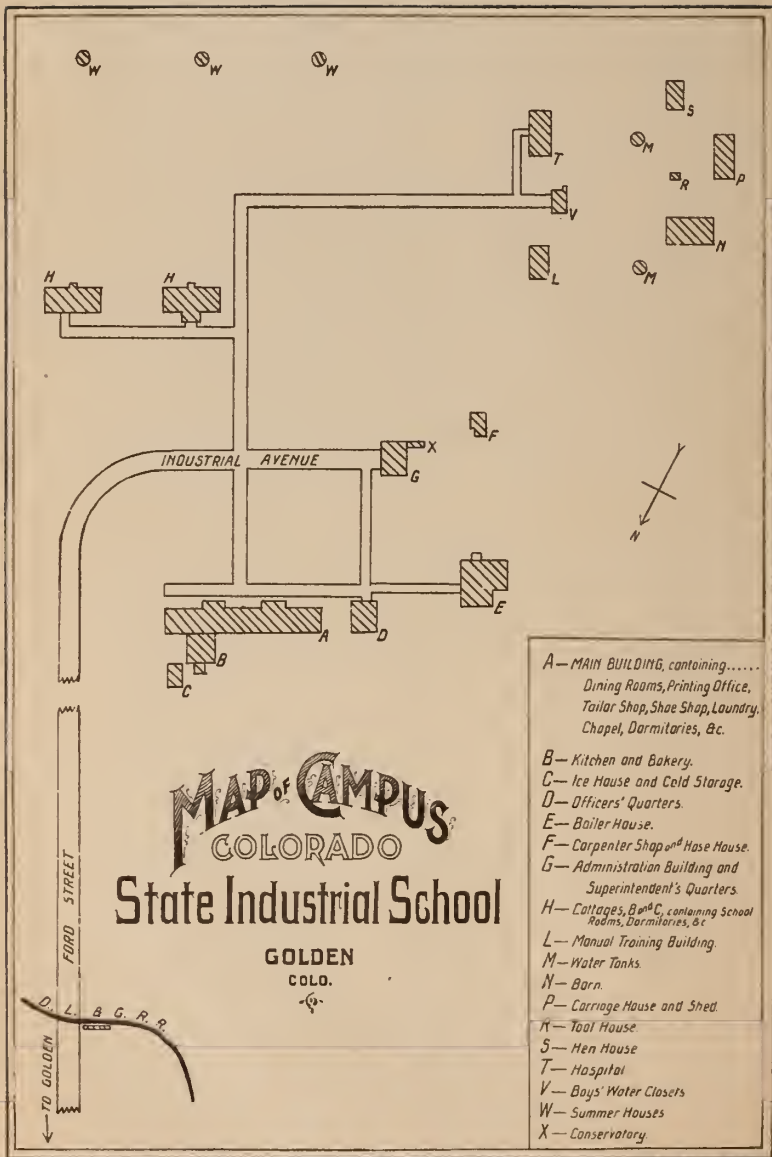 W W W
S
M
T
R P
V
N
H H
L M
F
X
INDUSTRIAL AVENUE
G
N
E
A D
B
C
MAP OF CAMPUS
COLORADO
State Industrial School
GOLDEN
COLO.
FORD STREET
D. L. & G. R. R.
TO GOLDEN
A — MAIN BUILDING, containing......
Dining Rooms, Printing Office,
Tailor Shop, Shoe Shop, Laundry,
Chapel, Dormitories, &c.
B — Kitchen and Bakery.
C — Ice House and Cold Storage.
D — Officers' Quarters.
E — Boiler House.
F — Carpenter Shop and Hose House.
G — Administration Building and
Superintendent's Quarters.
H — Cottages, B and C, containing School
Rooms, Dormitories, &c
L — Manual Training Building.
M — Water Tanks.
N — Barn.
P — Carriage House and Shed.
R — Tool House
S — Hen House
T — Hospital
V — Boys' Water Closets
W — Summer Houses
X — Conservatory.